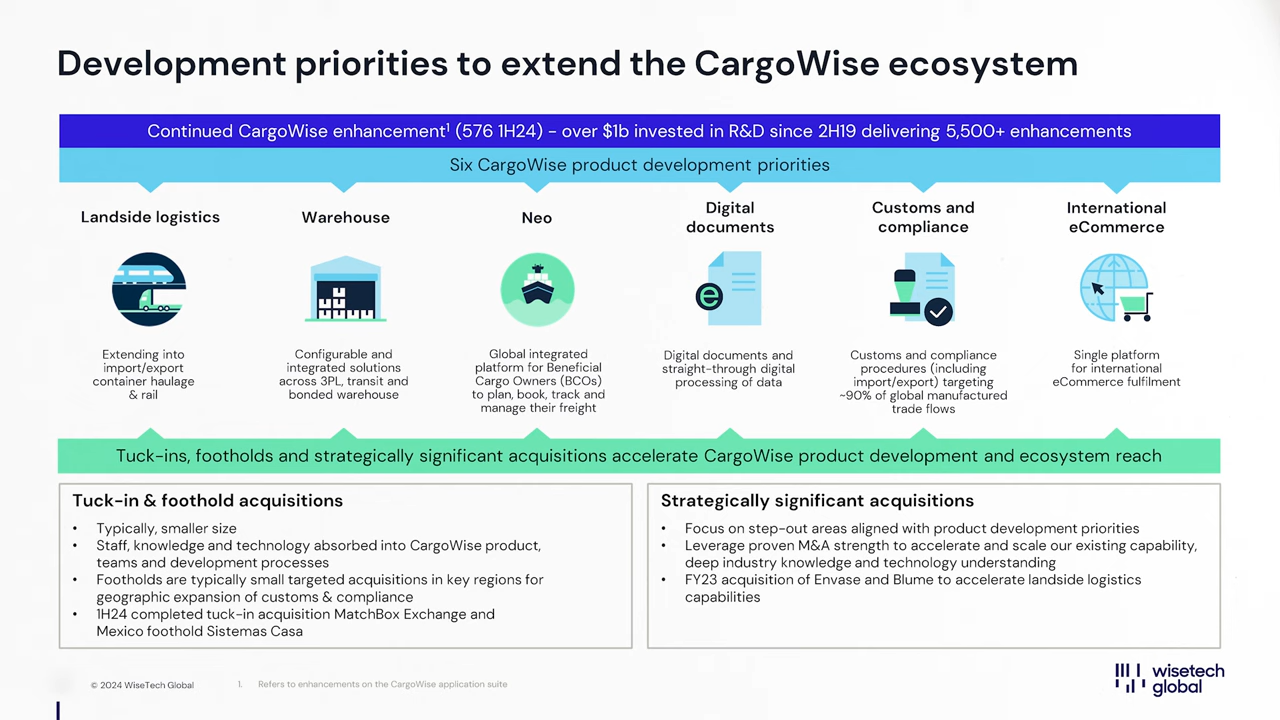 Development priorities to extend the CargoWise ecosystem
Continued CargoWise enhancement¹ (576 1H24) - over $1b invested in R&D since 2H19 delivering 5,500+ enhancements
Six CargoWise product development priorities
Landside logistics
Extending into
import/export
container haulage
& rail
Warehouse
Configurable and
integrated solutions
across 3PL, transit and
bonded warehouse
Neo
Global integrated
platform for Beneficial
Cargo Owners (BCOs)
to plan, book, track and
manage their freight
Digital
documents
e
Digital documents and
straight-through digital
processing of data
Customs and
compliance
Customs and compliance
procedures (including
import/export) targeting
~90% of global manufactured
trade flows
International
eCommerce
Single platform
for international
eCommerce fulfilment
Tuck-ins, footholds and strategically significant acquisitions accelerate CargoWise product development and ecosystem reach
Tuck-in & foothold acquisitions
• Typically, smaller size
• Staff, knowledge and technology absorbed into CargoWise product,
teams and development processes
• Footholds are typically small targeted acquisitions in key regions for
geographic expansion of customs & compliance
• 1H24 completed tuck-in acquisition MatchBox Exchange and
Mexico foothold Sistemas Casa
Strategically significant acquisitions
• Focus on step-out areas aligned with product development priorities
• Leverage proven M&A strength to accelerate and scale our existing capability,
deep industry knowledge and technology understanding
• FY23 acquisition of Envase and Blume to accelerate landside logistics
capabilities
© 2024 WiseTech Global
1. Refers to enhancements on the CargoWise application suite
wisetech
global